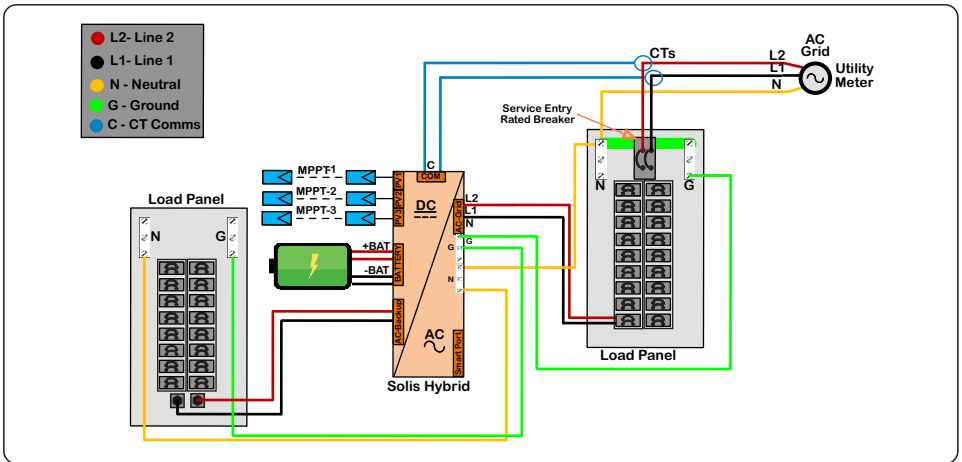 L2- Line 2
L1- Line 1
N - Neutral
G - Ground
C - CT Comms
CTs
AC
Grid
L2
L1
N
Utility
Meter
Service Entry
Rated Breaker
N
G
Load Panel
C
COM
MPPT-1
MPPT-2
MPPT-3
PV1
PV2
PV3
DC
AC-Grid
L2
L1
N
G
G
N
+BAT
-BAT
BATTERY
AC-Backup
AC
Smart Port
Solis Hybrid
Load Panel
N
G